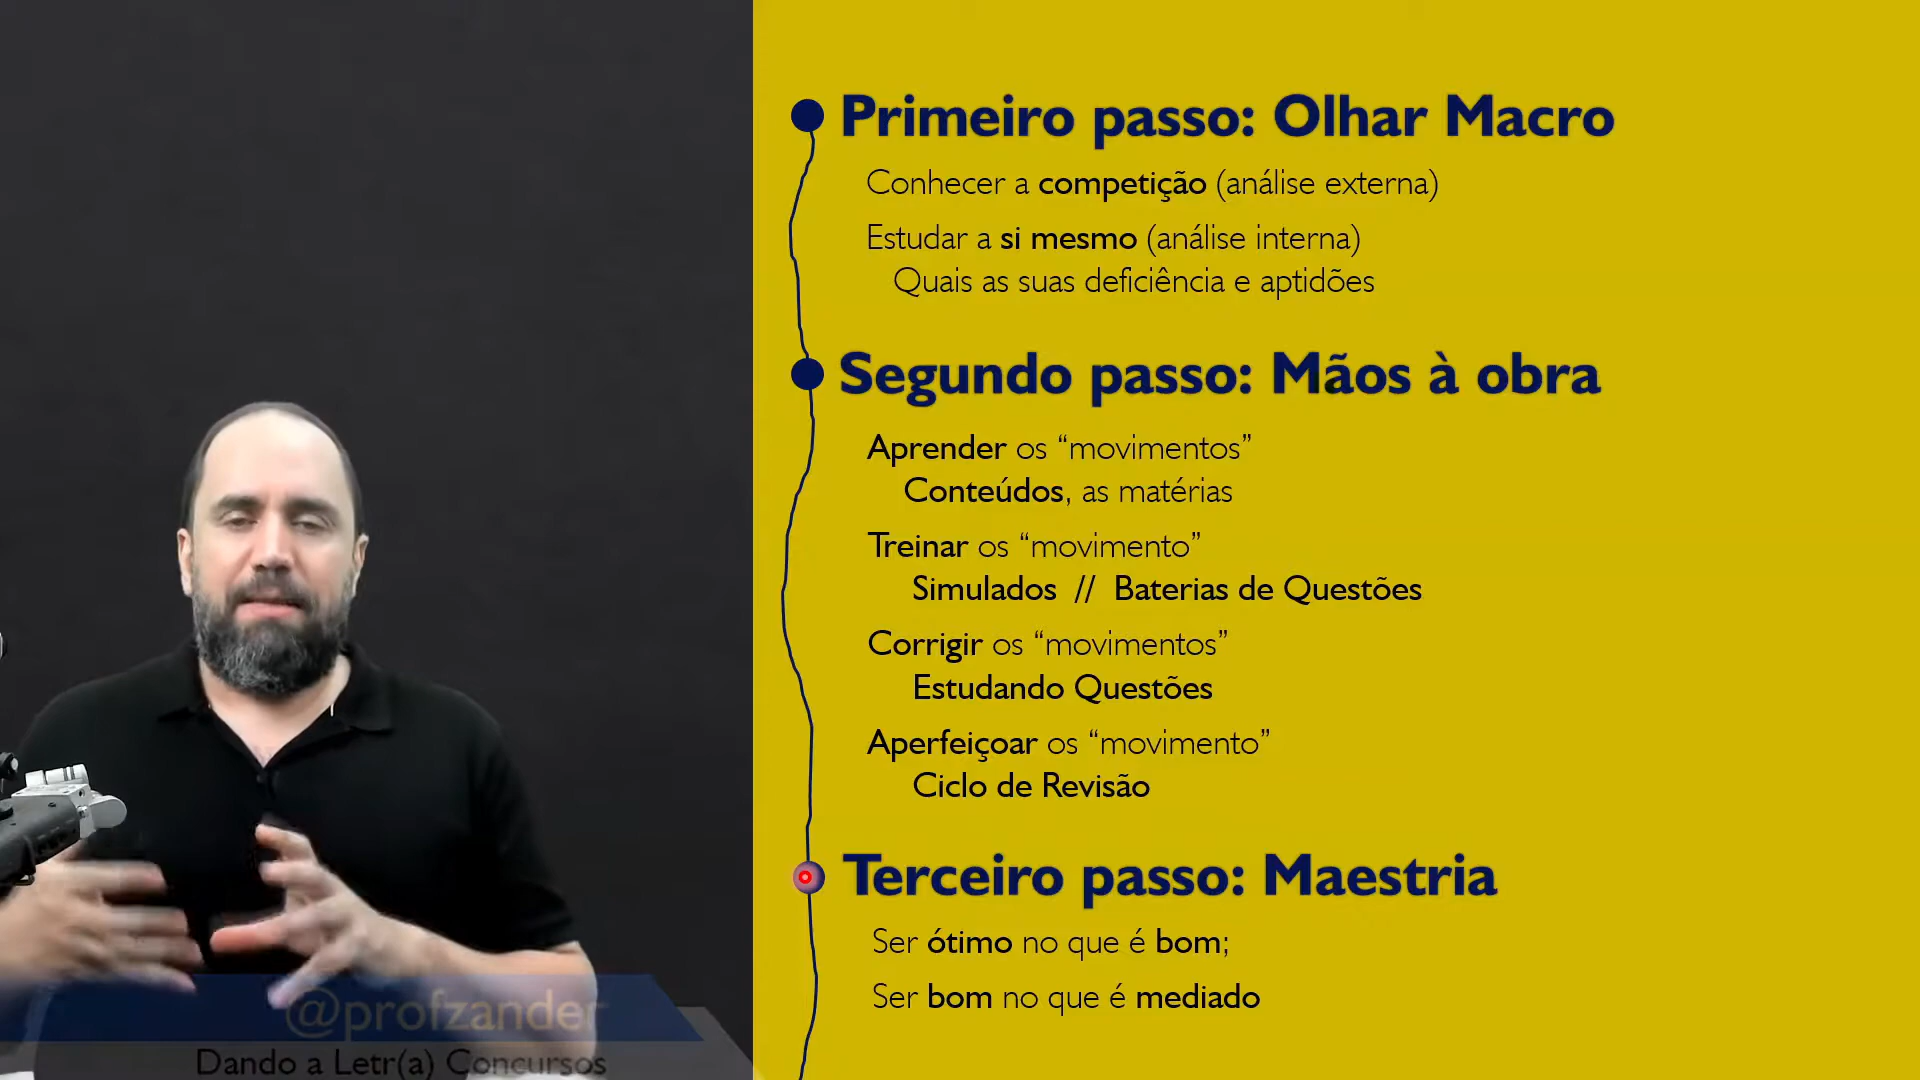 Primeiro passo: Olhar Macro
Conhecer a competição (análise externa)
Estudar a si mesmo (análise interna)
Quais as suas deficiência e aptidões
Segundo passo: Mãos à obra
Aprender os “movimentos”
Conteúdos, as matérias
Treinar os “movimento”
Simulados // Baterias de Questões
Corrigir os “movimentos”
Estudando Questões
Aperfeiçoar os “movimento”
Ciclo de Revisão
Terceiro passo: Maestria
Ser ótimo no que é bom;
Ser bom no que é mediado
@profzander
Dando a Letr(a) Concursos